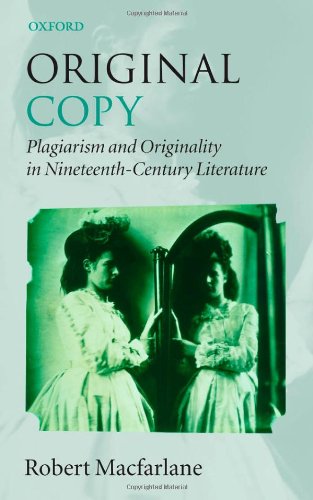 OXFORD
ORIGINAL
COPY
Plagiarism and Originality
in Nineteenth-Century Literature
Robert Macfarlane